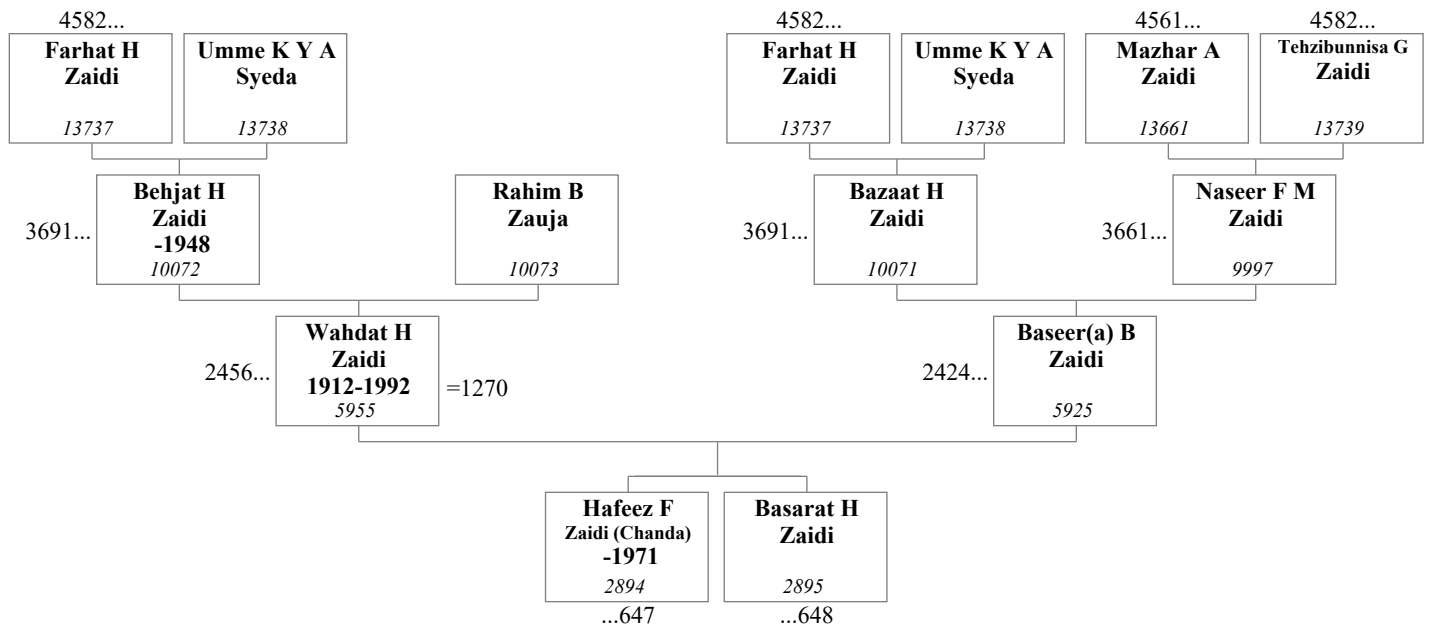 4582...
Farhat H
Zaidi
13737
Umme K Y A
Syeda
13738
4582...
Farhat H
Zaidi
13737
Umme K Y A
Syeda
13738
4561...
Mazhar A
Zaidi
13661
4582...
Tehzibunnisa G
Zaidi
13739
3691...
Behjat H
Zaidi
-1948
10072
Rahim B
Zauja
10073
3691...
Bazaat H
Zaidi
10071
3661...
Naseer F M
Zaidi
9997
2456...
Wahdat H
Zaidi
1912-1992
5955
=1270
2424...
Baseer(a) B
Zaidi
5925
Hafeez F
Zaidi (Chanda)
-1971
2894
...647
Basarat H
Zaidi
2895
...648